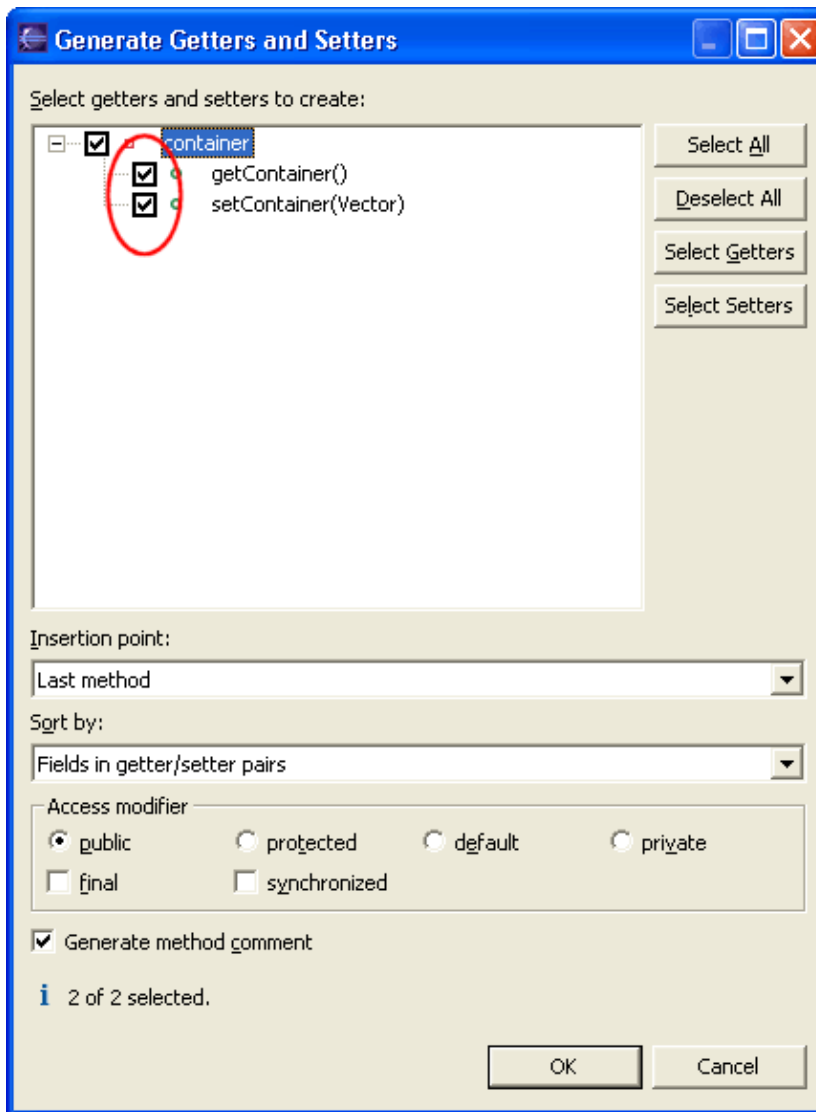 Generate Getters and Setters
Select getters and setters to create:
container
getContainer()
setContainer(Vector)
Select All
Deselect All
Select Getters
Select Setters
Insertion point:
Last method
Sort by:
Fields in getter/setter pairs
Access modifier
public protected default private
final synchronized
Generate method comment
2 of 2 selected.
OK Cancel